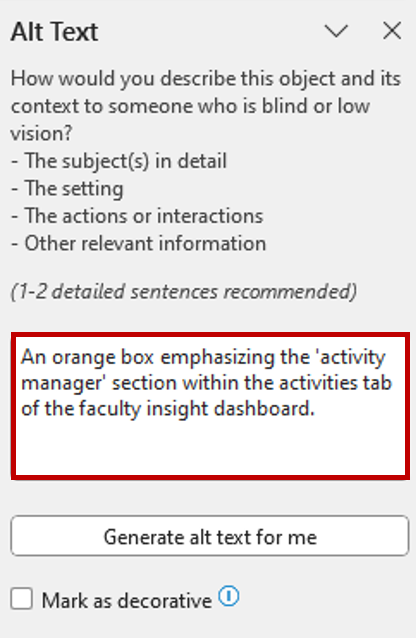 Alt Text
How would you describe this object and its
context to someone who is blind or low
vision?
- The subject(s) in detail
- The setting
- The actions or interactions
- Other relevant information
(1-2 detailed sentences recommended)
An orange box emphasizing the 'activity
manager' section within the activities tab
of the faculty insight dashboard.
Generate alt text for me
Mark as decorative